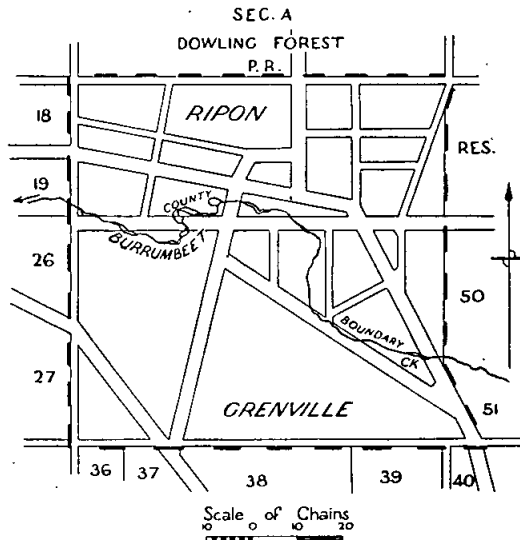 SEC. A
DOWLING FOREST
P. R.
18
RIPON
RES.
19
COUNTY
BURRUMBEET
26
50
BOUNDARY
CK
27
GRENVILLE
51
36 37 38 39 40
Scale of Chains
10 0 10 20